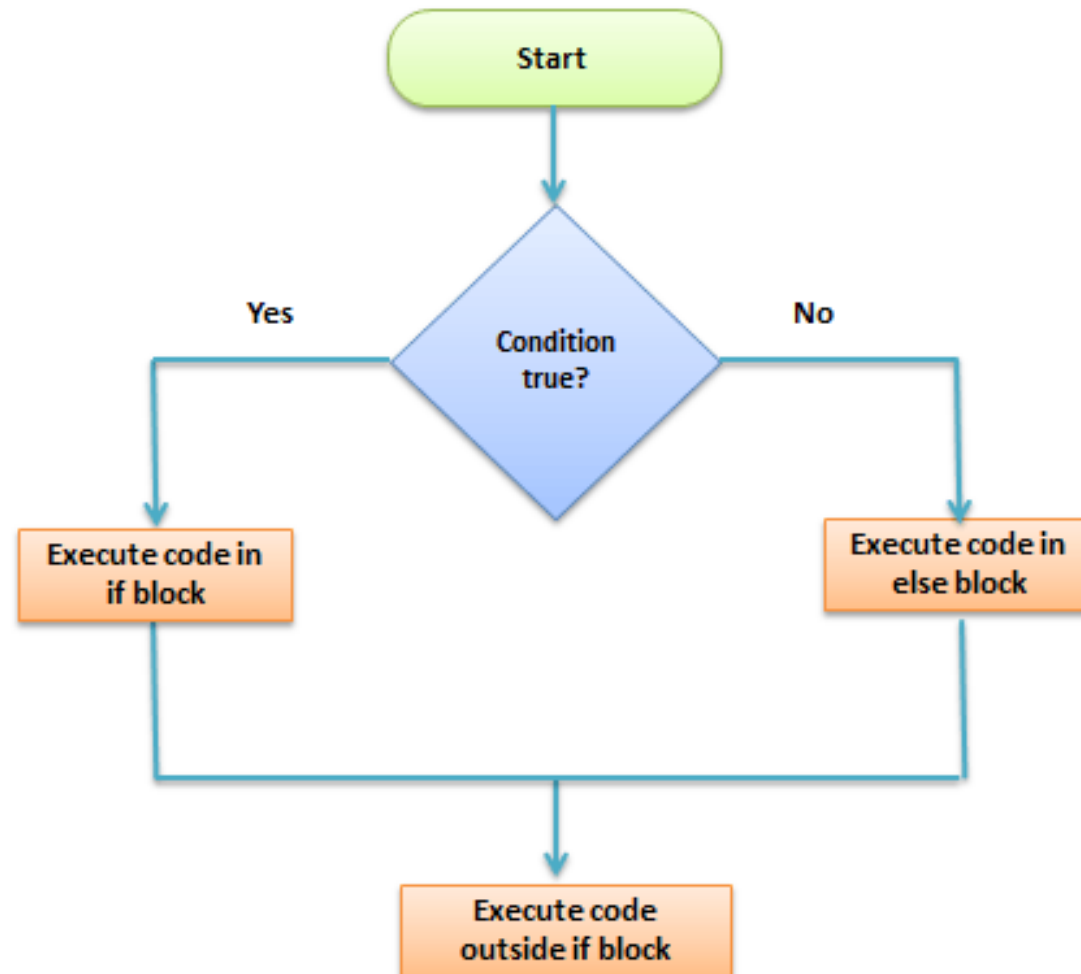 Start
Yes
No
Condition
true?
Execute code in
if block
Execute code in
else block
Execute code
outside if block